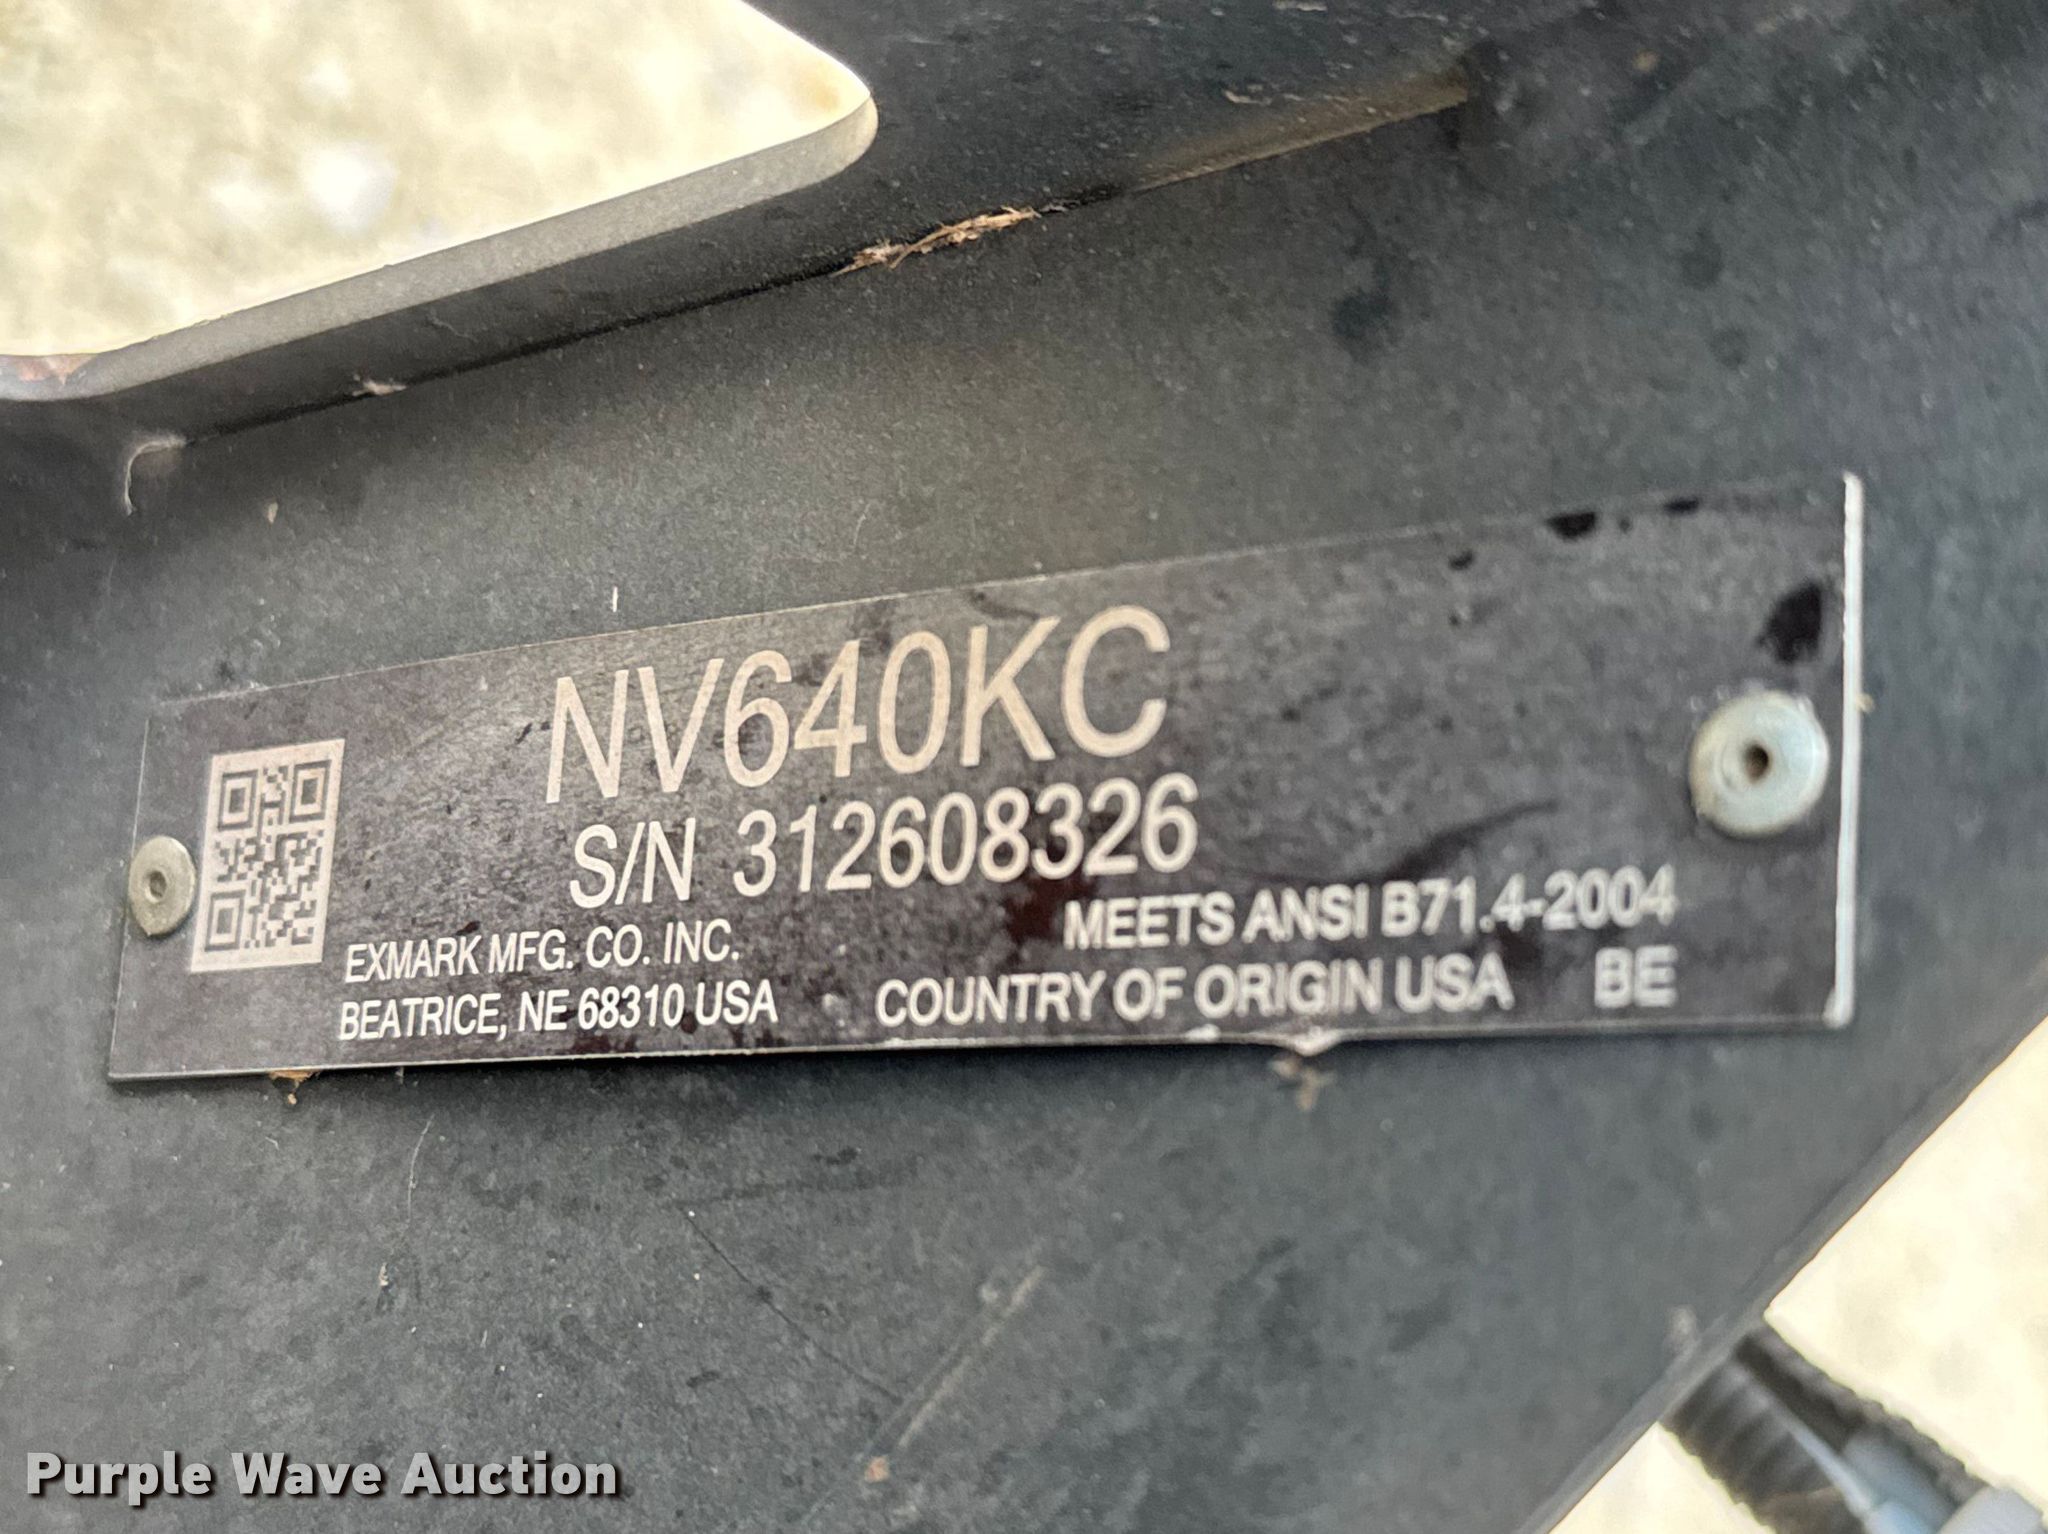 NV640KC
S/N 312608326
EXMARK MFG. CO. INC.
BEATRICE, NE 68310 USA
MEETS ANSI B71.4-2004
COUNTRY OF ORIGIN USA BE
Purple Wave Auction